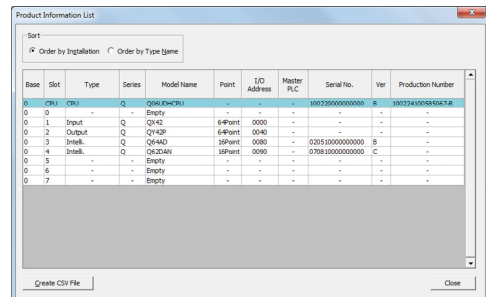 Product Information List
Sort
Order by Installation Order by Type Name
Base Slot Type Series Model Name Point I/O Address Master PLC Serial No. Ver Production Number
0 CPU CPU Q Q06UDHCPU - - - 100220000000000 B 100224100585067-B
0 0 - - Empty - - - - - -
0 1 Input Q QX42 64Point 0000 - - - -
0 2 Output Q QY42P 64Point 0040 - - - -
0 3 Intelli. Q Q64AD 16Point 0080 - 020510000000000 B -
0 4 Intelli. Q Q62DAN 16Point 0090 - 070810000000000 C -
0 5 - - Empty - - - - - -
0 6 - - Empty - - - - - -
0 7 - - Empty - - - - - -
Create CSV File Close